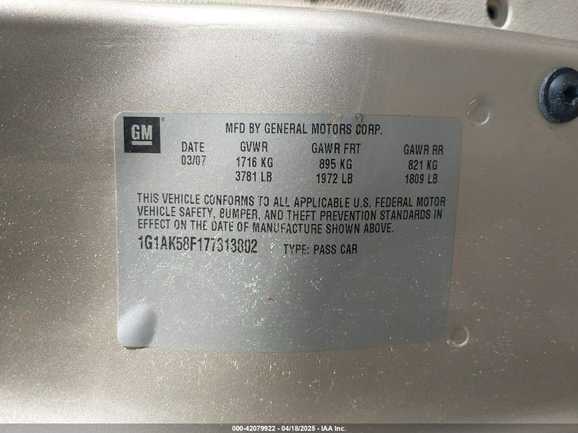 GM
MFD BY GENERAL MOTORS CORP.
DATE GVWR GAWR FRT GAWR RR
03/07 1716 KG 895 KG 821 KG
3781 LB 1972 LB 1809 LB
THIS VEHICLE CONFORMS TO ALL APPLICABLE U.S. FEDERAL MOTOR
VEHICLE SAFETY, BUMPER, AND THEFT PREVENTION STANDARDS IN
EFFECT ON THE DATE OF MANUFACTURE SHOWN ABOVE.
1G1AK58F177313802 TYPE: PASS CAR
000-42079922 - 04/18/2025 - IAA Inc.